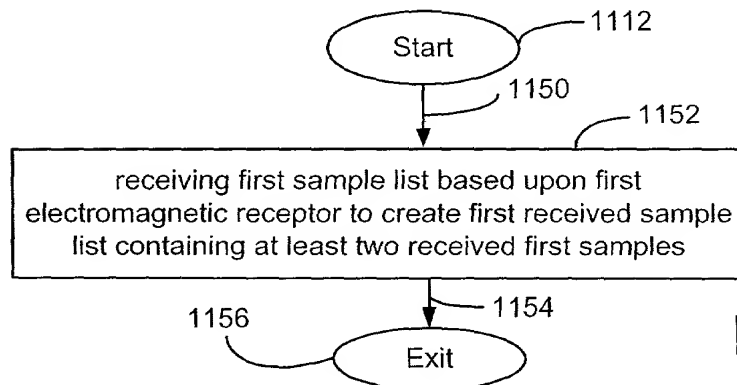 Start
1112
1150
1152
receiving first sample list based upon first
electromagnetic receptor to create first received sample
list containing at least two received first samples
1154
1156
Exit